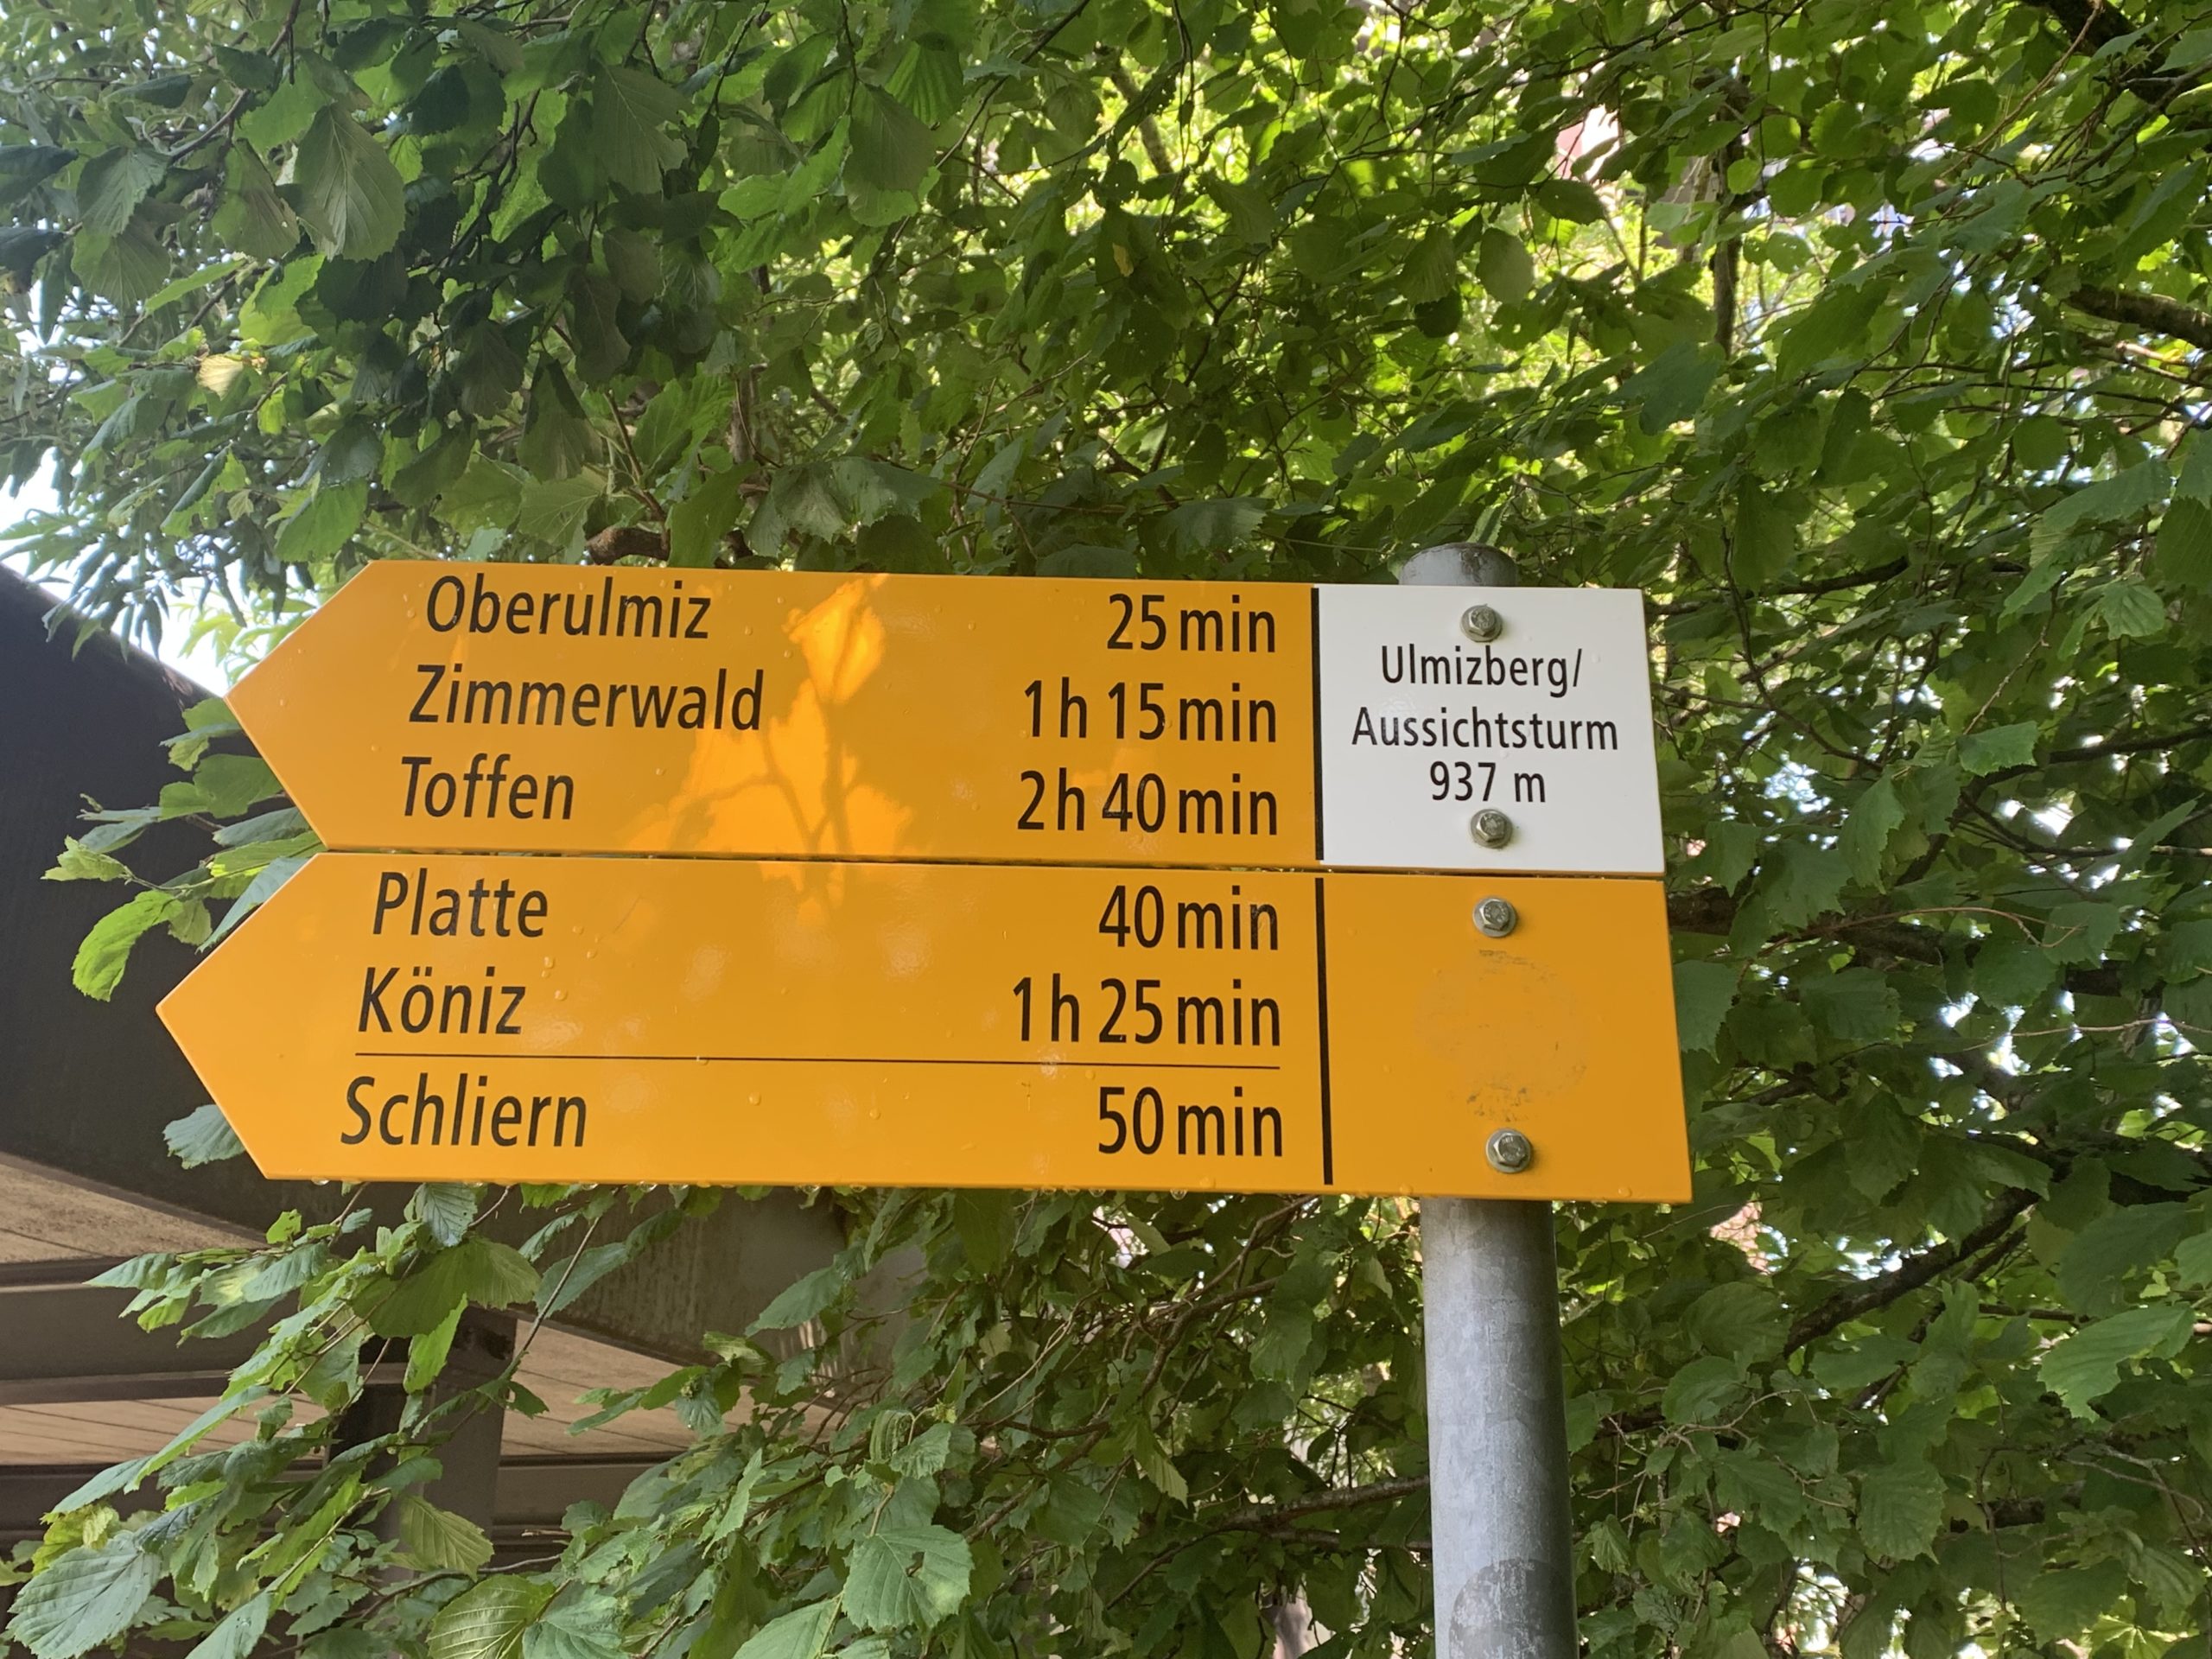 Oberulmiz 25 min
Zimmerwald 1 h 15 min
Toffen 2 h 40 min
Ulmizberg/
Aussichtsturm
937 m
Platte 40 min
Köniz 1 h 25 min
Schliern 50 min